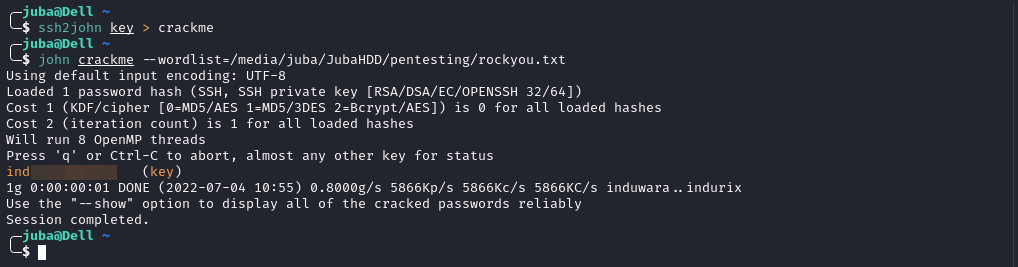 ╭─juba@Dell ~
╰─$ ssh2john key > crackme
╭─juba@Dell ~
╰─$ john crackme --wordlist=/media/juba/JubaHDD/pentesting/rockyou.txt
Using default input encoding: UTF-8
Loaded 1 password hash (SSH, SSH private key [RSA/DSA/EC/OPENSSH 32/64])
Cost 1 (KDF/cipher [0=MD5/AES 1=MD5/3DES 2=Bcrypt/AES]) is 0 for all loaded hashes
Cost 2 (iteration count) is 1 for all loaded hashes
Will run 8 OpenMP threads
Press 'q' or Ctrl-C to abort, almost any other key for status
ind (key)
1g 0:00:00:01 DONE (2022-07-04 10:55) 0.8000g/s 5866Kp/s 5866Kc/s 5866KC/s induwara..indurix
Use the "--show" option to display all of the cracked passwords reliably
Session completed.
╭─juba@Dell ~
╰─$